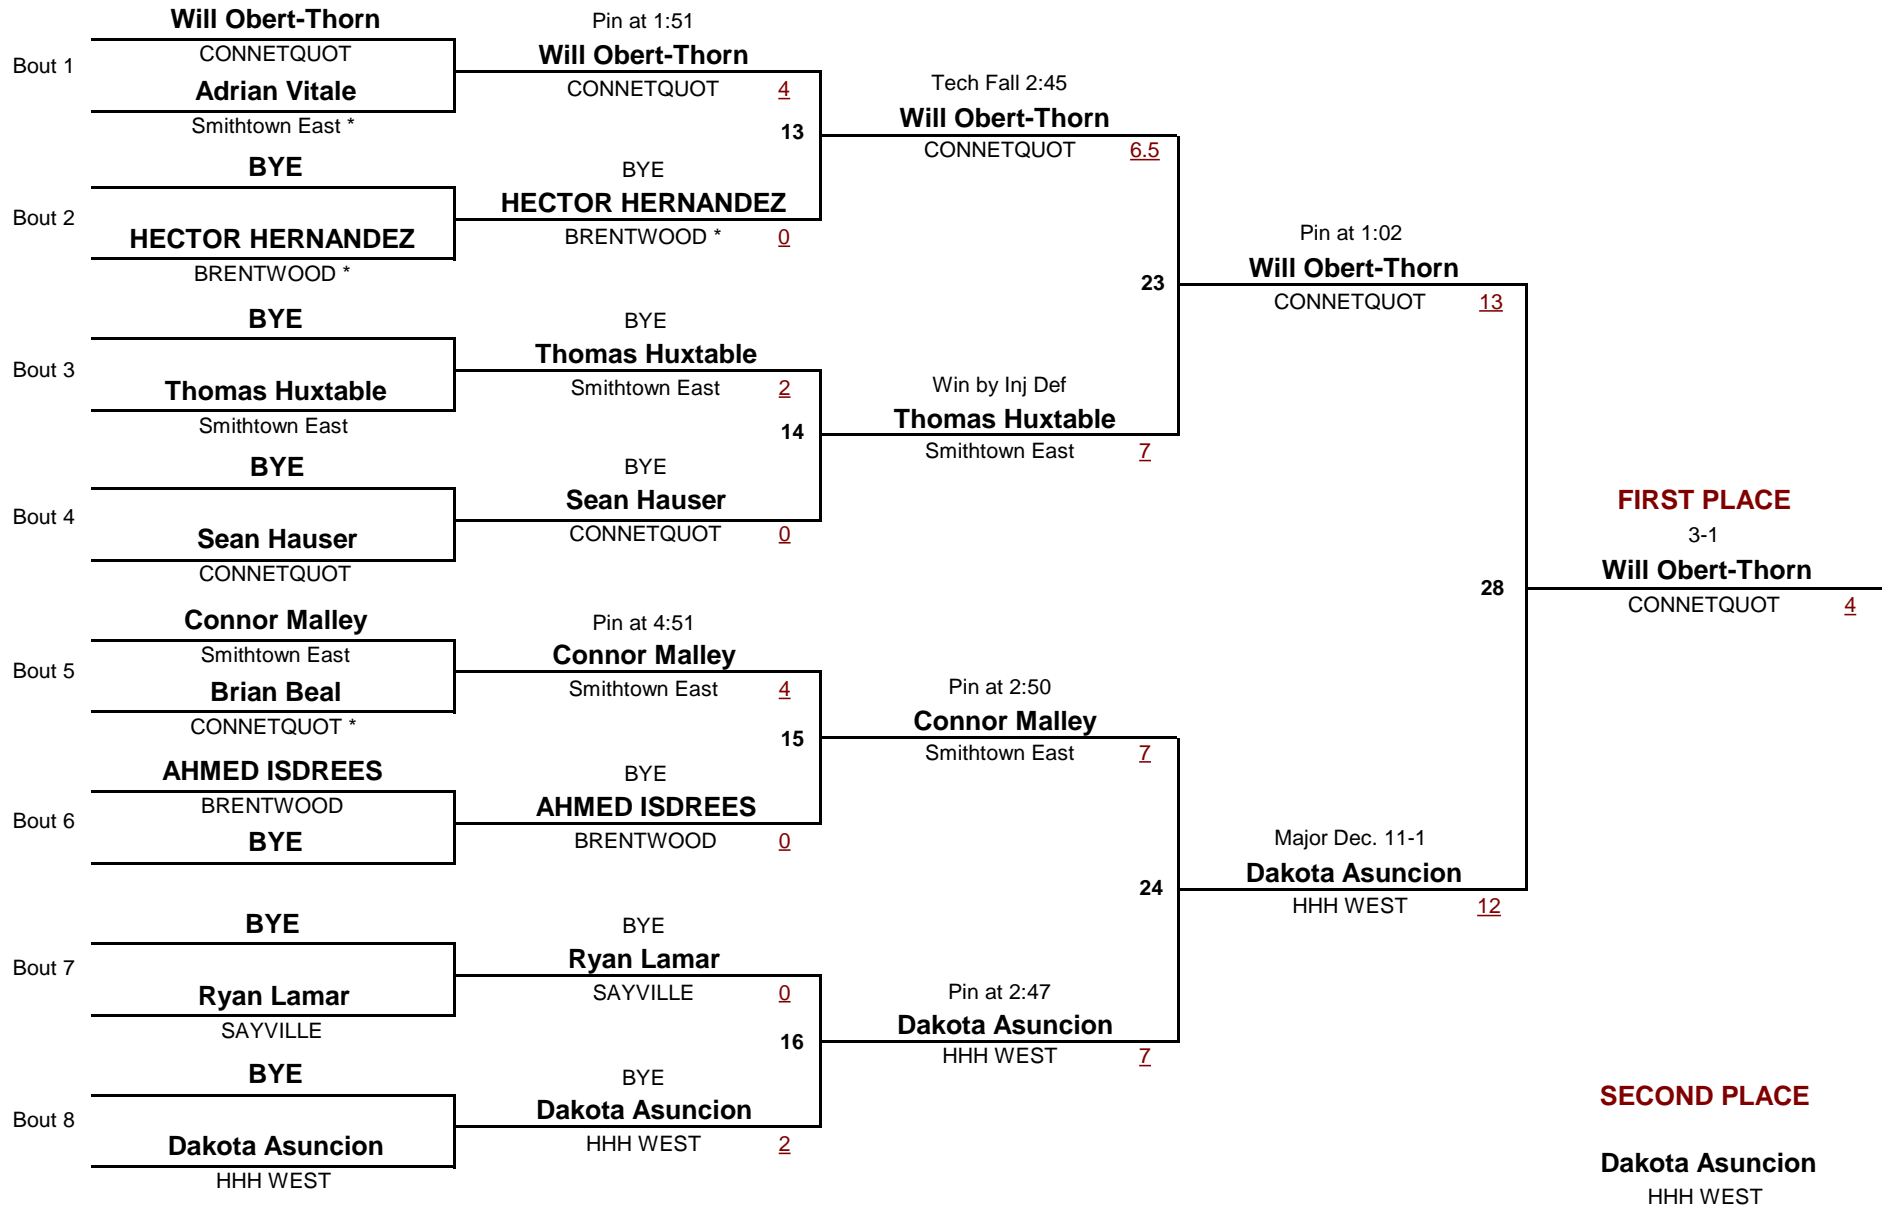 Will Obert-Thorn
CONNETQUOT
Bout 1
Adrian Vitale
Smithtown East *
BYE
Bout 2
HECTOR HERNANDEZ
BRENTWOOD *
BYE
Bout 3
Thomas Huxtable
Smithtown East
BYE
Bout 4
Sean Hauser
CONNETQUOT
Connor Malley
Smithtown East
Bout 5
Brian Beal
CONNETQUOT *
AHMED ISDREES
BRENTWOOD
Bout 6
BYE
BYE
Bout 7
Ryan Lamar
SAYVILLE
BYE
Bout 8
Dakota Asuncion
HHH WEST
Pin at 1:51
Will Obert-Thorn
CONNETQUOT 4
13
BYE
HECTOR HERNANDEZ
BRENTWOOD * 0
BYE
Thomas Huxtable
Smithtown East 2
14
BYE
Sean Hauser
CONNETQUOT 0
Pin at 4:51
Connor Malley
Smithtown East 4
15
BYE
AHMED ISDREES
BRENTWOOD 0
BYE
Ryan Lamar
SAYVILLE 0
16
BYE
Dakota Asuncion
HHH WEST 2
Tech Fall 2:45
Will Obert-Thorn
CONNETQUOT 6.5
23
Win by Inj Def
Thomas Huxtable
Smithtown East 7
Pin at 2:50
Connor Malley
Smithtown East 7
24
Pin at 2:47
Dakota Asuncion
HHH WEST 7
Pin at 1:02
Will Obert-Thorn
CONNETQUOT 13
28
Major Dec. 11-1
Dakota Asuncion
HHH WEST 12
FIRST PLACE
3-1
Will Obert-Thorn
CONNETQUOT 4
SECOND PLACE
Dakota Asuncion
HHH WEST